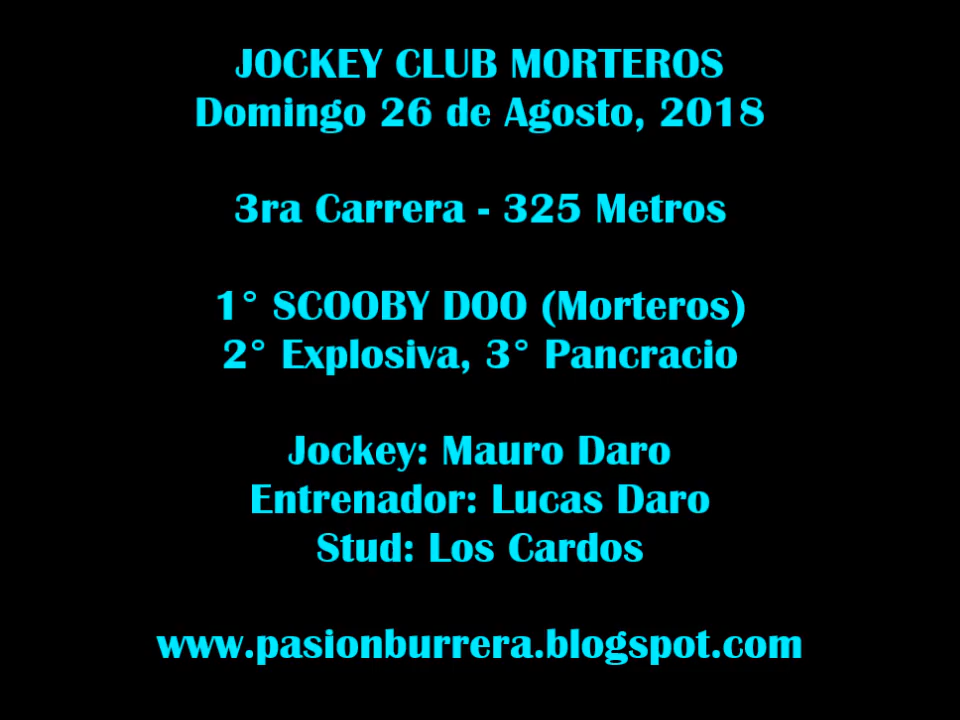 JOCKEY CLUB MORTEROS
Domingo 26 de Agosto, 2018
3ra Carrera - 325 Metros
1° SCOOBY DOO (Morteros)
2° Explosiva, 3° Pancracio
Jockey: Mauro Daro
Entrenador: Lucas Daro
Stud: Los Cardos
www.pasionburrera.blogspot.com